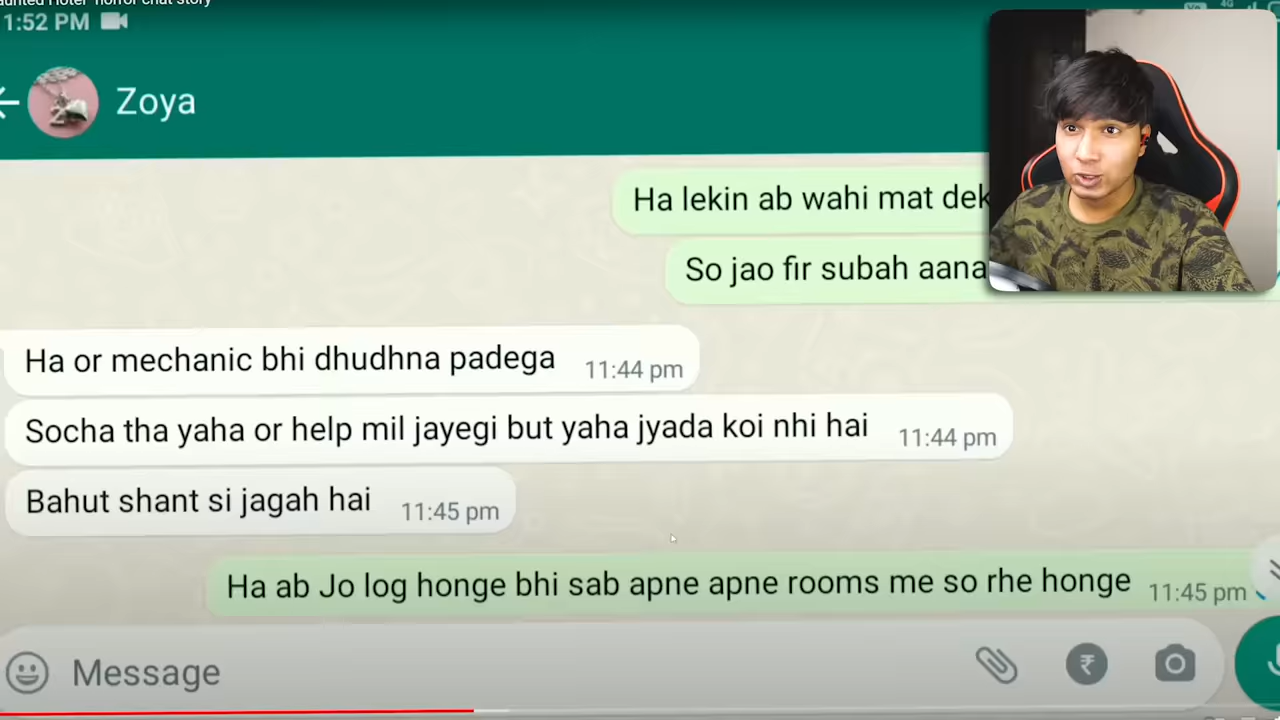 1:52 PM
Zoya
Ha lekin ab wahi mat
So jao fir subah aana
Ha or mechanic bhi dhudhna padega 11:44 pm
Socha tha yaha or help mil jayegi but yaha jyada koi nhi hai 11:44 pm
Bahut shant si jagah hai 11:45 pm
Ha ab Jo log honge bhi sab apne apne rooms me so rhe honge 11:45 pm
Message